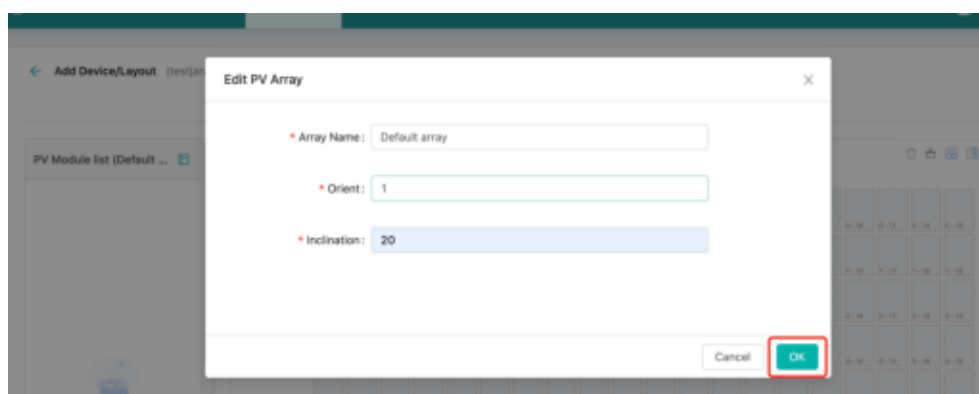 Add Device/Layout (testjan
Edit PV Array
* Array Name : Default array
PV Module list (Default ...
* Orient : 1
* Inclination : 20
Cancel
OK